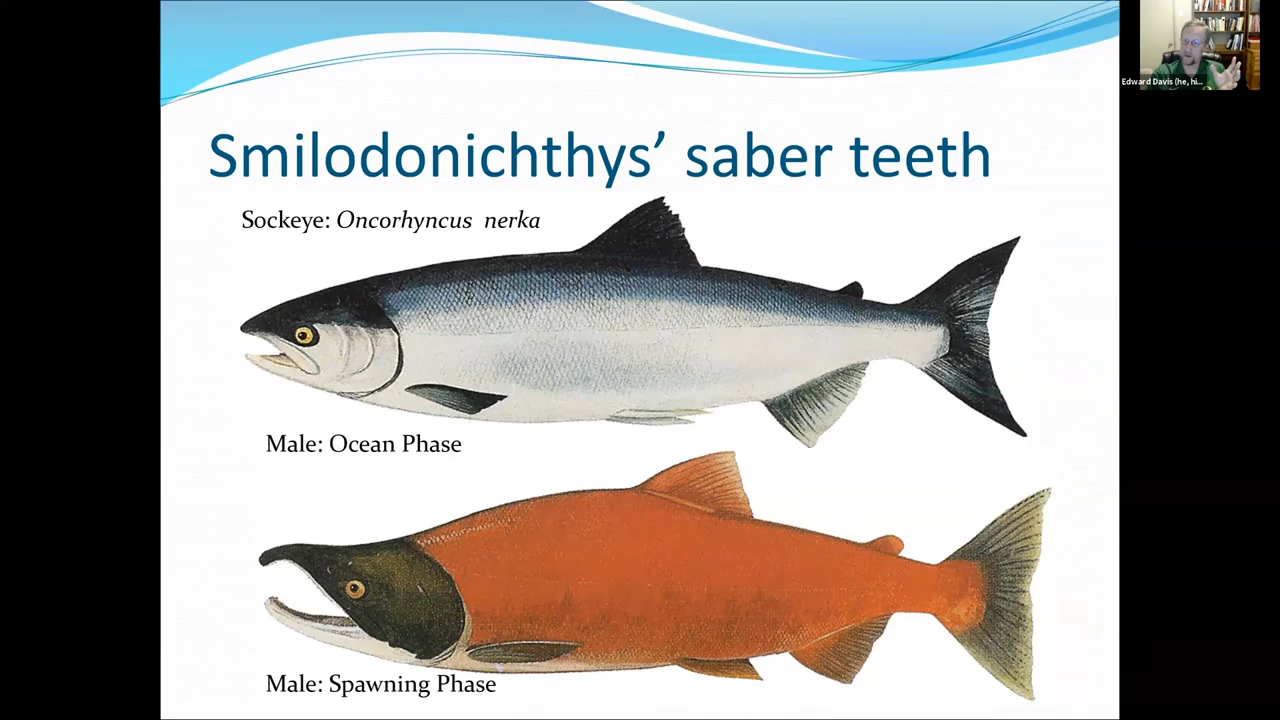 Edward Davis (he, hi...
Smilodonichthys’ saber teeth
Sockeye: Oncorhyncus nerka
Male: Ocean Phase
Male: Spawning Phase